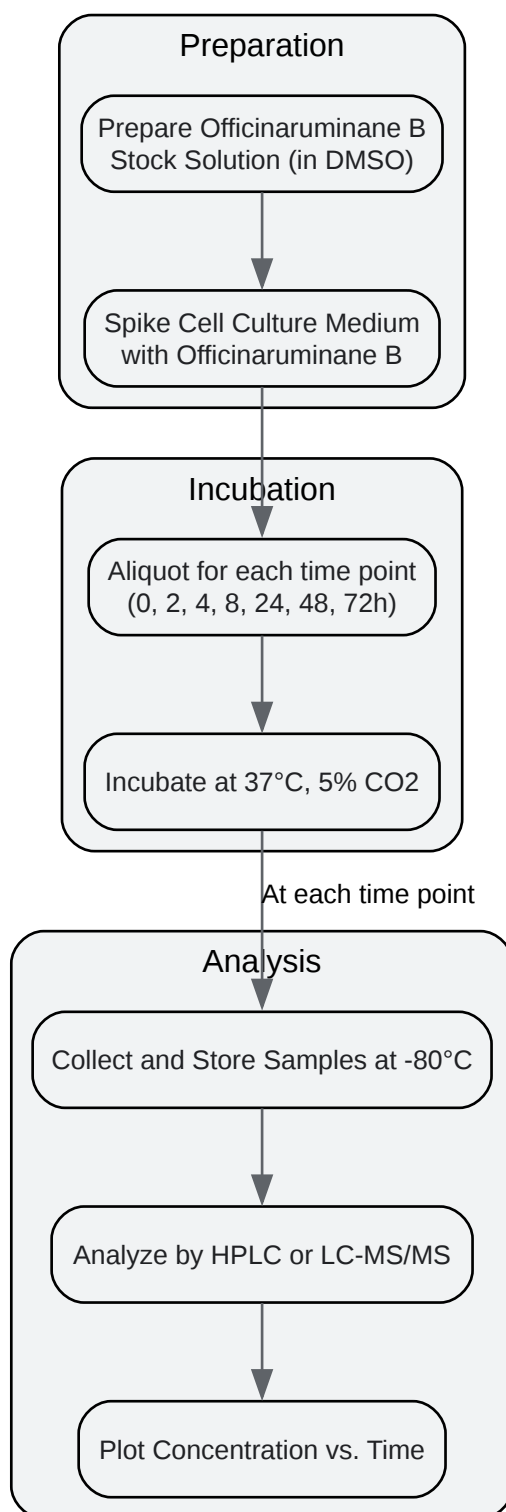 Preparation
Prepare Officinaruminane B
Stock Solution (in DMSO)
Spike Cell Culture Medium
with Officinaruminane B
Incubation
Aliquot for each time point
(0, 2, 4, 8, 24, 48, 72h)
Incubate at 37°C, 5% CO2
At each time point
Analysis
Collect and Store Samples at -80°C
Analyze by HPLC or LC-MS/MS
Plot Concentration vs. Time